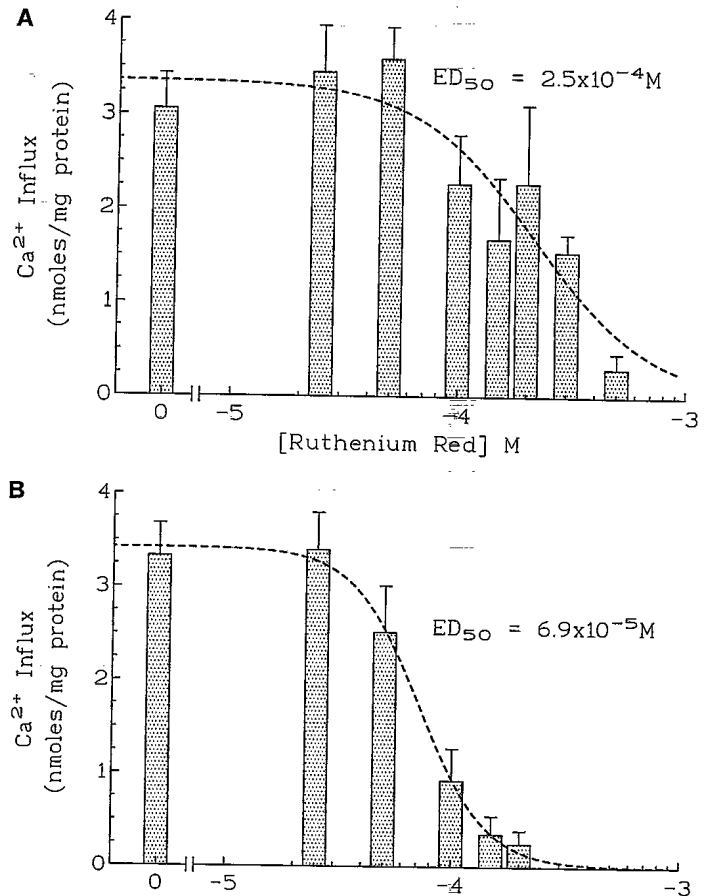 A
4
3
2
1
0
Ca2+ Influx
(nmoles/mg protein)
ED50 = 2.5x10-4M
0
-5
-4
-3
[Ruthenium Red] M
B
4
3
2
1
0
Ca2+ Influx
(nmoles/mg protein)
ED50 = 6.9x10-5M
0
-5
-4
-3